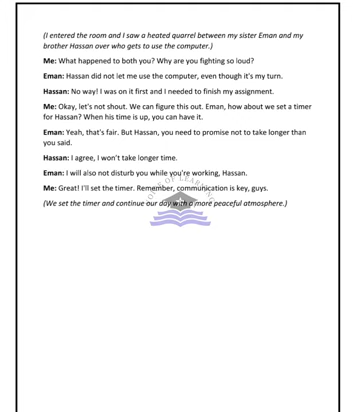 (I entered the room and I saw a heated quarrel between my sister Eman and my
brother Hassan over who gets to use the computer.)
Me: What happened to both you? Why are you fighting so loud?
Eman: Hassan did not let me use the computer, even though it's my turn.
Hassan: No way! I was on it first and I needed to finish my assignment.
Me: Okay, let's not shout. We can figure this out. Eman, how about we set a timer
for Hassan? When his time is up, you can have it.
Eman: Yeah, that's fair. But Hassan, you need to promise not to take longer than
you said.
Hassan: I agree, I won't take longer time.
Eman: I will also not disturb you while you're working, Hassan.
Me: Great! I'll set the timer. Remember, communication is key, guys.
(We set the timer and continue our day with a more peaceful atmosphere.)